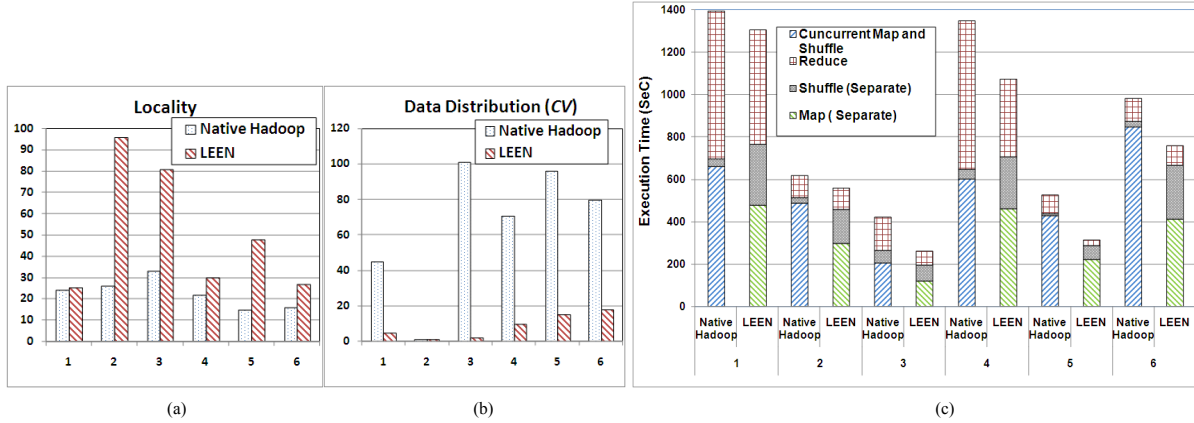 Locality
Native Hadoop
LEEN
100
90
80
70
60
50
40
30
20
10
0
1 2 3 4 5 6
(a)
Data Distribution (CV)
Native Hadoop
LEEN
120
100
80
60
40
20
0
1 2 3 4 5 6
(b)
Execution Time (SeC)
1400
1200
1000
800
600
400
200
0
Cuncurrent Map and
Shuffle
Reduce
Shuffle (Separate)
Map ( Separate)
Native LEEN Native LEEN Native LEEN Native LEEN Native LEEN Native LEEN
Hadoop Hadoop Hadoop Hadoop Hadoop Hadoop
1 2 3 4 5 6
(c)